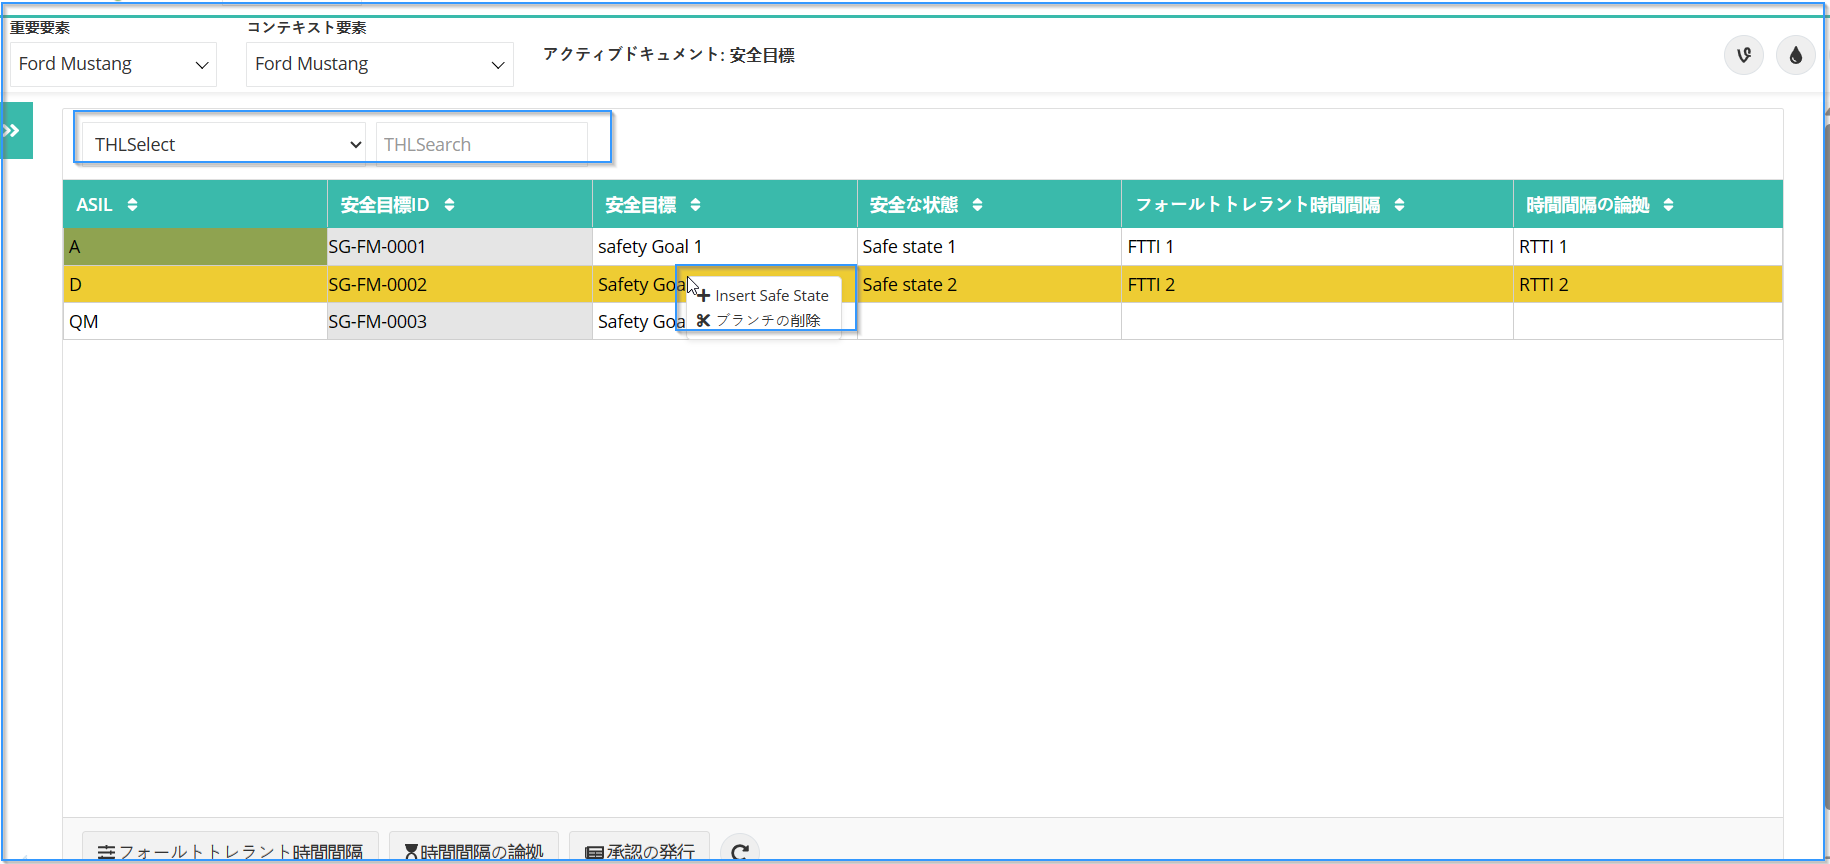 重要要素
コンテキスト要素
Ford Mustang
Ford Mustang
アクティブドキュメント: 安全目標
THLSelect
THLSearch
ASIL 安全目標ID 安全目標 安全な状態 フォールトトレラント時間間隔 時間間隔の論拠
A SG-FM-0001 safety Goal 1 Safe state 1 FTTI 1 RTTI 1
D SG-FM-0002 Safety Goa Safe state 2 FTTI 2 RTTI 2
Insert Safe State
QM SG-FM-0003 Safety Goa
ブランチの削除
フォールトトレラント時間間隔 時間間隔の論拠 承認の発行